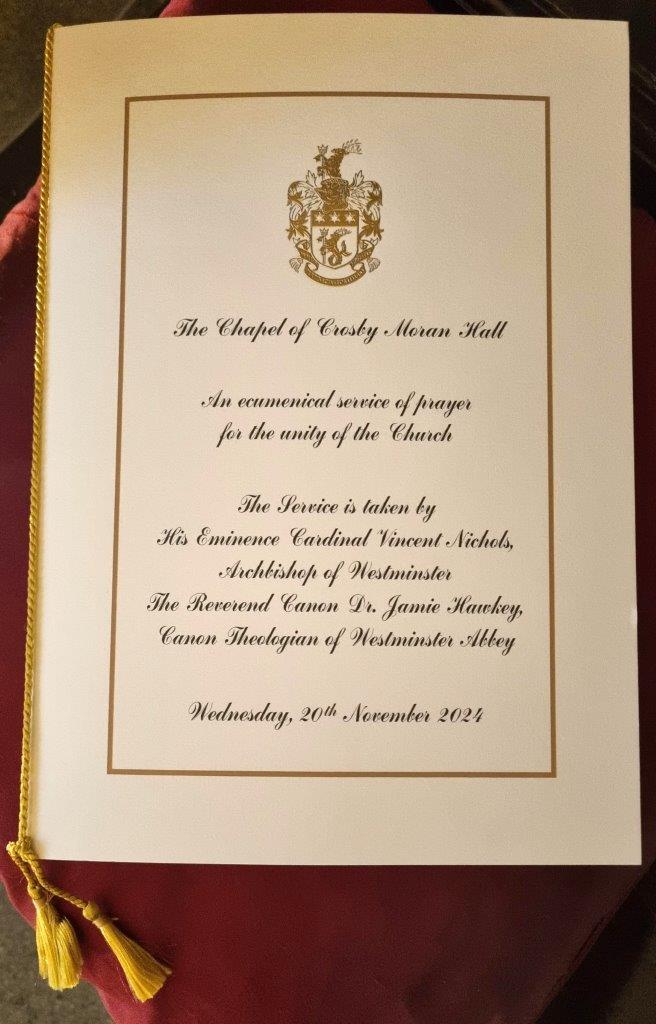 The Chapel of Crosby Moran Hall
An ecumenical service of prayer
for the unity of the Church
The Service is taken by
His Eminence Cardinal Vincent Nichols,
Archbishop of Westminster
The Reverend Canon Dr. Jamie Hawkey,
Canon Theologian of Westminster Abbey
Wednesday, 20th November 2024